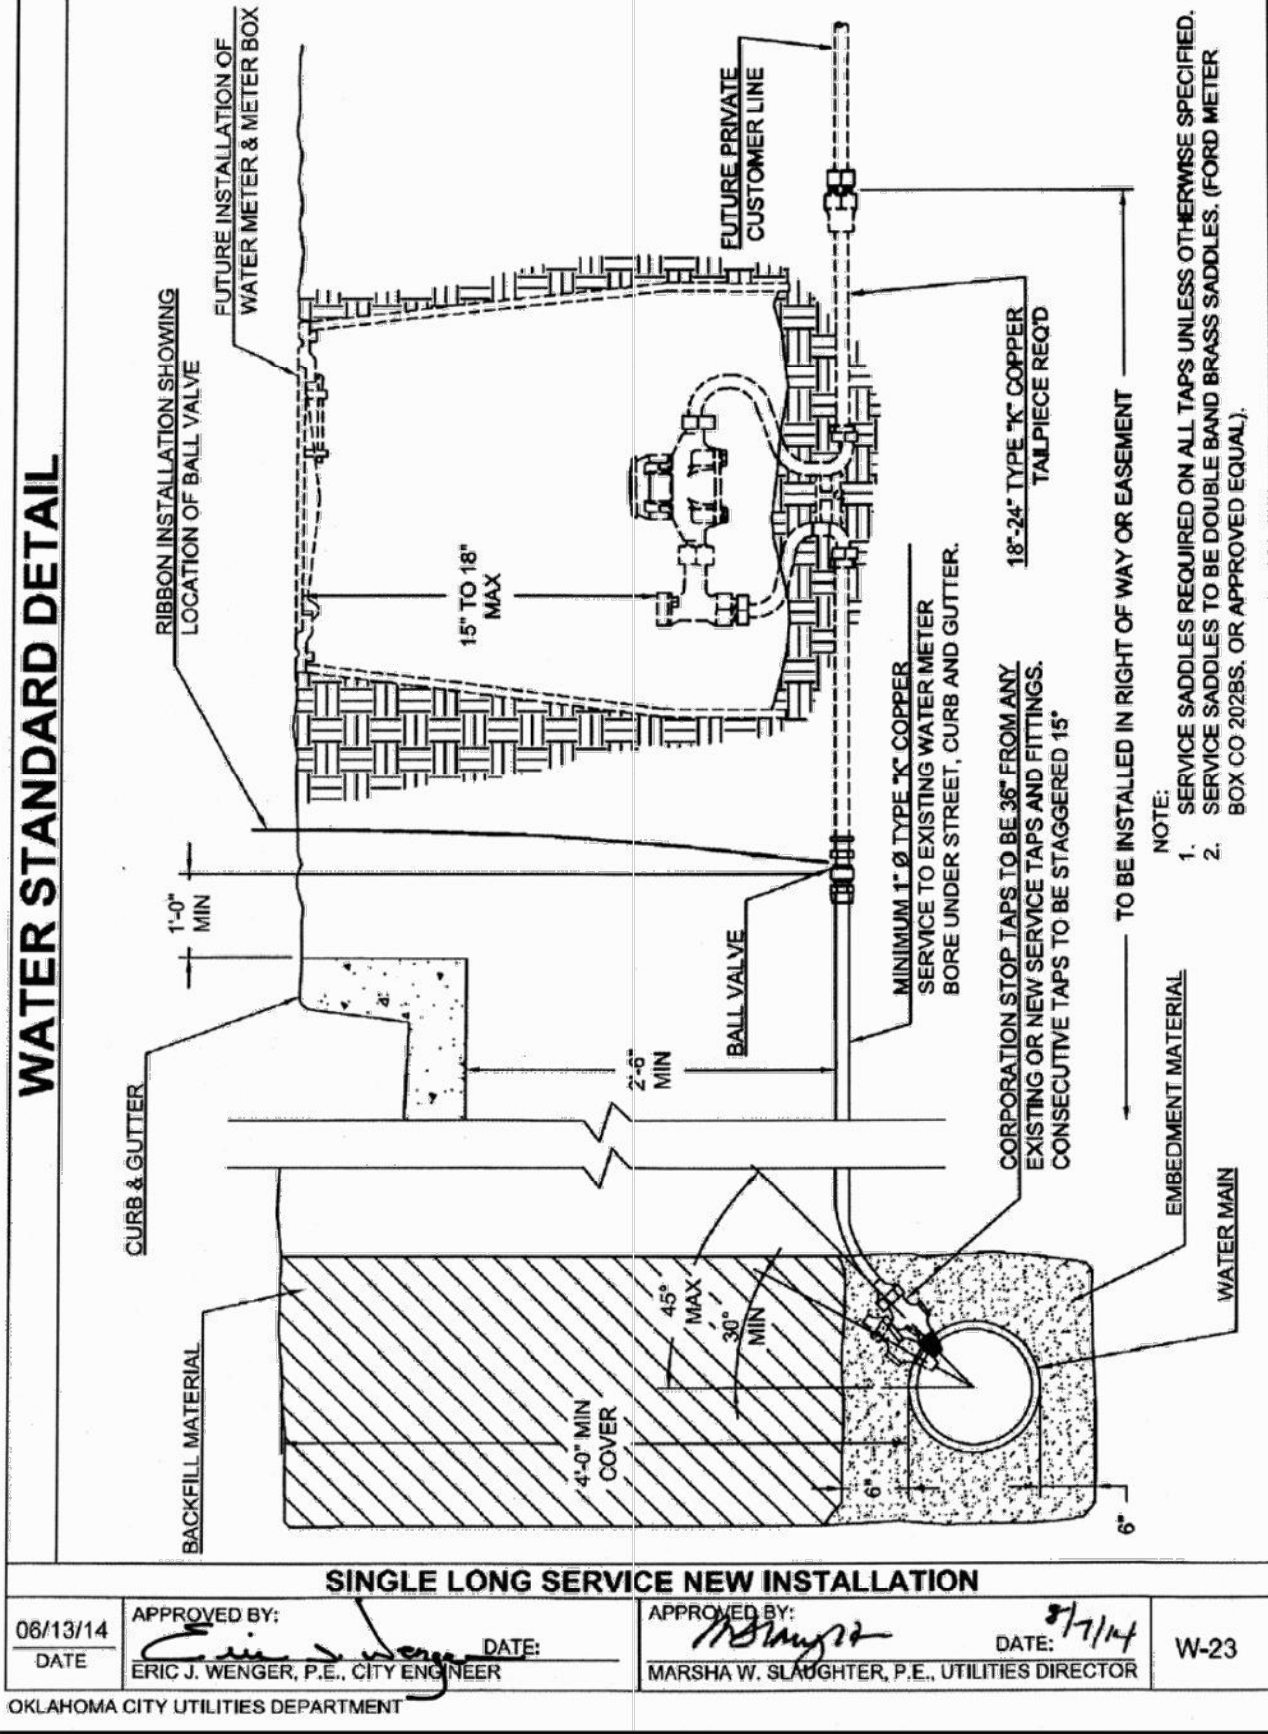 WATER STANDARD DETAIL
FUTURE INSTALLATION OF
WATER METER & METER BOX
RIBBON INSTALLATION SHOWING
LOCATION OF BALL VALVE
1'-0"
MIN
CURB & GUTTER
BACKFILL MATERIAL
15" TO 18"
MAX
2'-6"
MIN
4'-0" MIN
COVER
45°
MAX
30°
MIN
6"
6"
FUTURE PRIVATE
CUSTOMER LINE
BALL VALVE
MINIMUM 1" Ø TYPE "K" COPPER
SERVICE TO EXISTING WATER METER
BORE UNDER STREET, CURB AND GUTTER.
18"-24" TYPE "K" COPPER
TAILPIECE REQ'D
CORPORATION STOP TAPS TO BE 36" FROM ANY
EXISTING OR NEW SERVICE TAPS AND FITTINGS.
CONSECUTIVE TAPS TO BE STAGGERED 15°
TO BE INSTALLED IN RIGHT OF WAY OR EASEMENT
EMBEDMENT MATERIAL
WATER MAIN
NOTE:
1. SERVICE SADDLES REQUIRED ON ALL TAPS UNLESS OTHERWISE SPECIFIED.
2. SERVICE SADDLES TO BE DOUBLE BAND BRASS SADDLES. (FORD METER
BOX CO 202BS. OR APPROVED EQUAL).
SINGLE LONG SERVICE NEW INSTALLATION
06/13/14
DATE
APPROVED BY:
Eric J. Wenger
DATE:
ERIC J. WENGER, P.E., CITY ENGINEER
APPROVED BY:
MSlaughter
DATE: 8/7/14
MARSHA W. SLAUGHTER, P.E., UTILITIES DIRECTOR
W-23
OKLAHOMA CITY UTILITIES DEPARTMENT